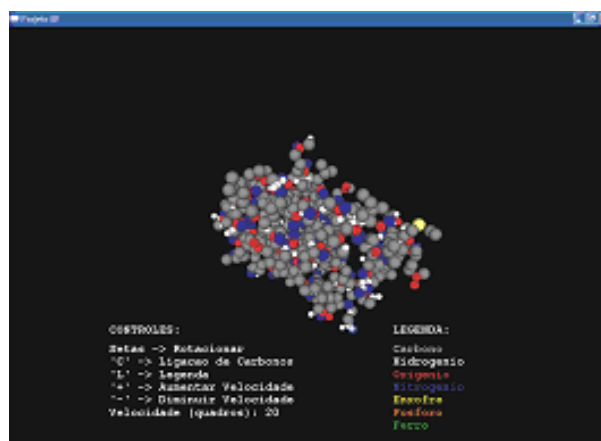 Projeto
CONTROLES:
Setas -> Rotacionar
'C' -> Ligacao de Carbonos
'L' -> Legenda
'+' -> Aumentar Velocidade
'-' -> Diminuir Velocidade
Velocidade (quadros): 20
LEGENDA:
Carbono
Hidrogenio
Oxigenio
Nitrogenio
Enxofre
Fosforo
Ferro